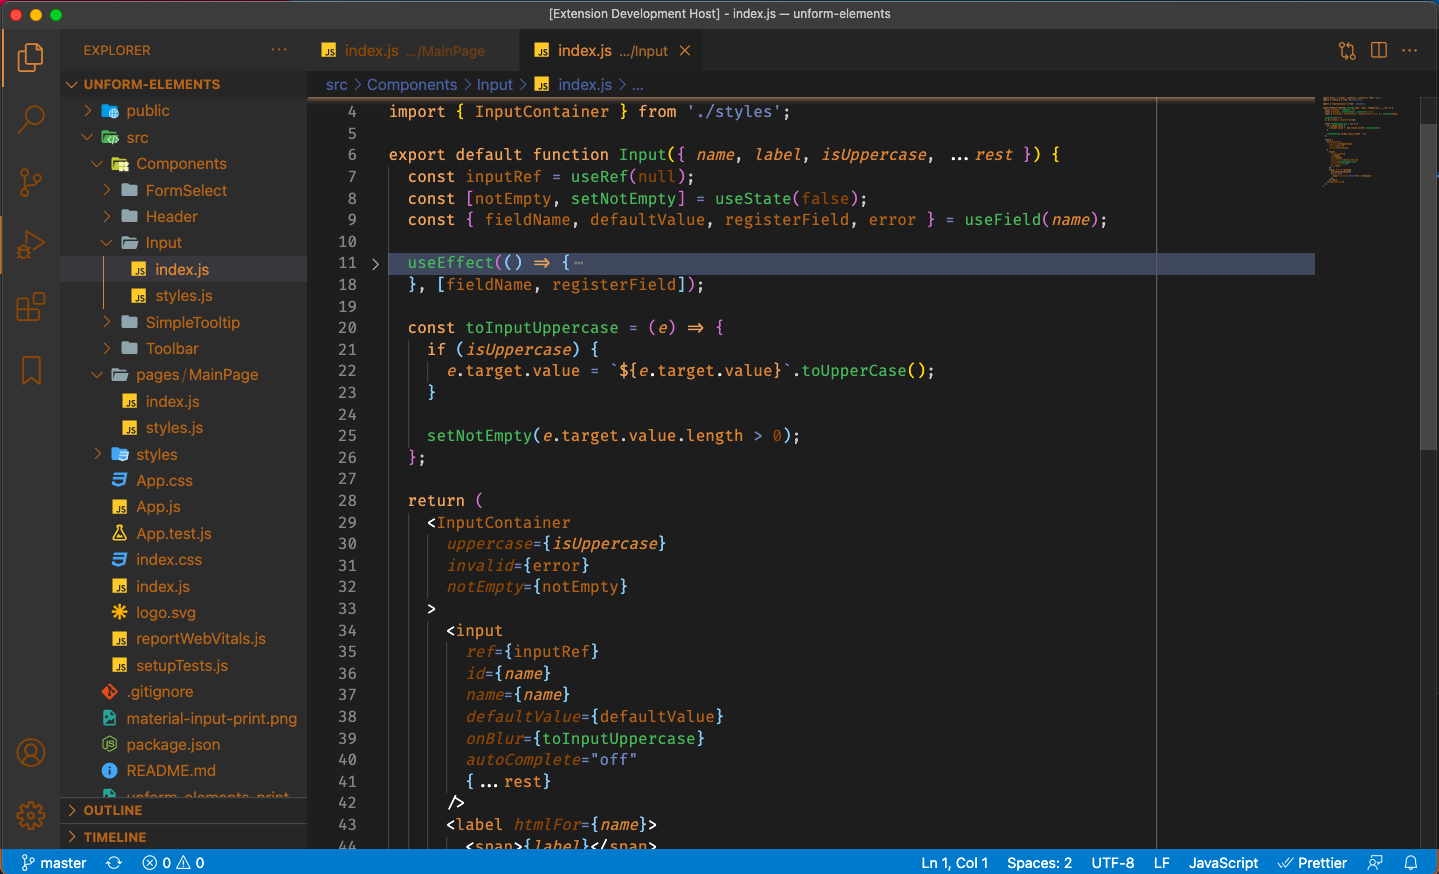 [Extension Development Host] - index.js — unform-elements
EXPLORER
UNFORM-ELEMENTS
public
src
Components
FormSelect
Header
Input
index.js
styles.js
SimpleTooltip
Toolbar
pages / MainPage
index.js
styles.js
styles
App.css
App.js
App.test.js
index.css
index.js
logo.svg
reportWebVitals.js
setupTests.js
.gitignore
material-input-print.png
package.json
README.md
unform-elements-print
OUTLINE
TIMELINE
index.js .../MainPage
index.js .../Input
src > Components > Input > index.js > ...
4 import { InputContainer } from './styles';
5
6 export default function Input({ name, label, isUppercase, ...rest }) {
7 const inputRef = useRef(null);
8 const [notEmpty, setNotEmpty] = useState(false);
9 const { fieldName, defaultValue, registerField, error } = useField(name);
10
11 useEffect(() => { ⋯
18 }, [fieldName, registerField]);
19
20 const toInputUppercase = (e) => {
21 if (isUppercase) {
22 e.target.value = `${e.target.value}`.toUpperCase();
23 }
24
25 setNotEmpty(e.target.value.length > 0);
26 };
27
28 return (
29 <InputContainer
30 uppercase={isUppercase}
31 invalid={error}
32 notEmpty={notEmpty}
33 >
34 <input
35 ref={inputRef}
36 id={name}
37 name={name}
38 defaultValue={defaultValue}
39 onBlur={toInputUppercase}
40 autoComplete="off"
41 {...rest}
42 />
43 <label htmlFor={name}>
44 <span>{label}</span>
master 0 0 Ln 1, Col 1 Spaces: 2 UTF-8 LF JavaScript Prettier